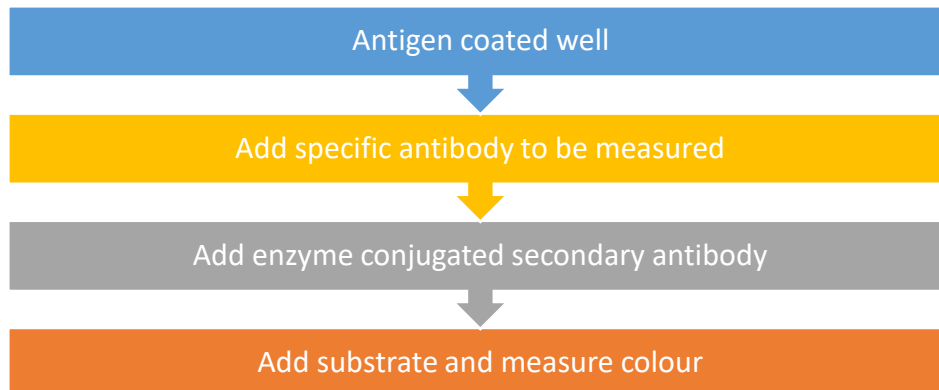 Antigen coated well
Add specific antibody to be measured
Add enzyme conjugated secondary antibody
Add substrate and measure colour